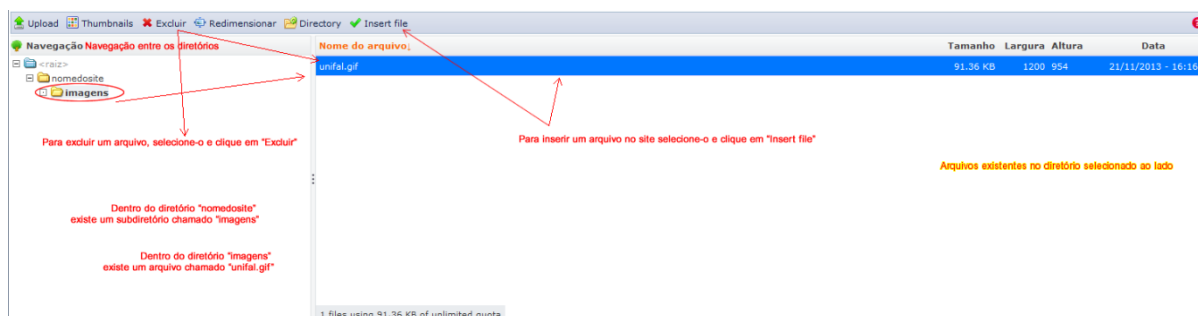 Upload Thumbnails Excluir Redimensionar Directory Insert file
Navegação Navegação entre os diretórios
Nome do arquivo Tamanho Largura Altura Data
<raiz>
unifal.gif 91.36 KB 1200 954 21/11/2013 - 16:16
nomedosite
imagens
Para excluir um arquivo, selecione-o e clique em "Excluir"
Para inserir um arquivo no site selecione-o e clique em "Insert file"
Arquivos existentes no diretório selecionado ao lado
Dentro do diretório "nomedosite"
existe um subdiretório chamado "imagens"
Dentro do diretório "imagens"
existe um arquivo chamado "unifal.gif"
1 files using 91.36 KB of unlimited quota